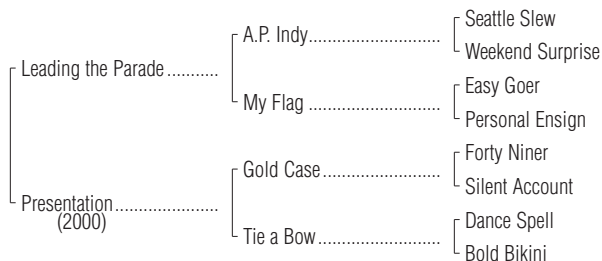 Seattle Slew
A.P. Indy..............................
Weekend Surprise
Leading the Parade ...........
Easy Goer
My Flag ..............................
Personal Ensign
Forty Niner
Gold Case...........................
Silent Account
Presentation.......................
(2000)
Dance Spell
Tie a Bow............................
Bold Bikini